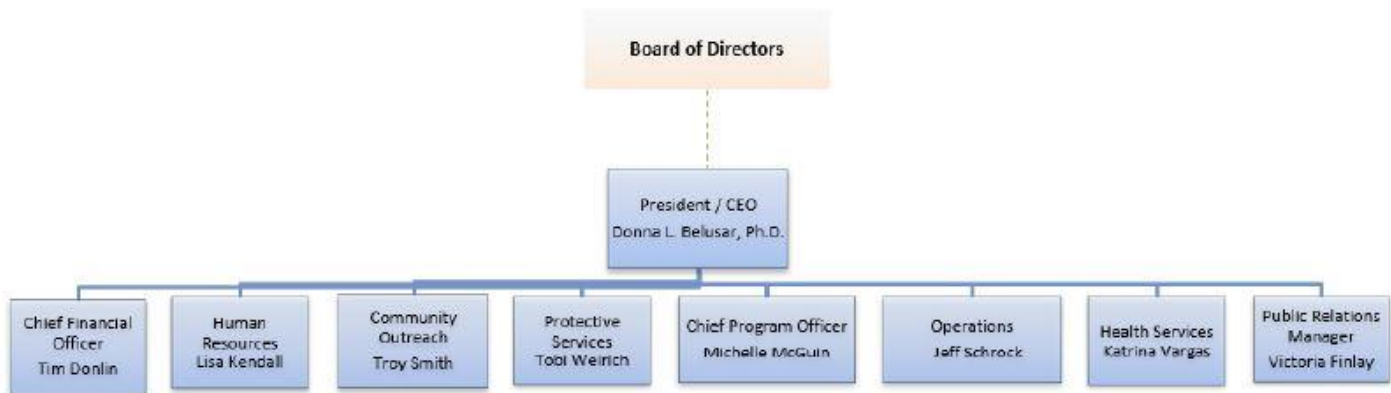 Board of Directors
President / CEO
Donna L. Belusar, Ph.D.
Chief Financial
Officer
Tim Donlin
Human
Resources
Lisa Kendall
Community
Outreach
Troy Smith
Protective
Services
Tobi Weirich
Chief Program Officer
Michelle McGuin
Operations
Jeff Schrock
Health Services
Katrina Vargas
Public Relations
Manager
Victoria Finlay